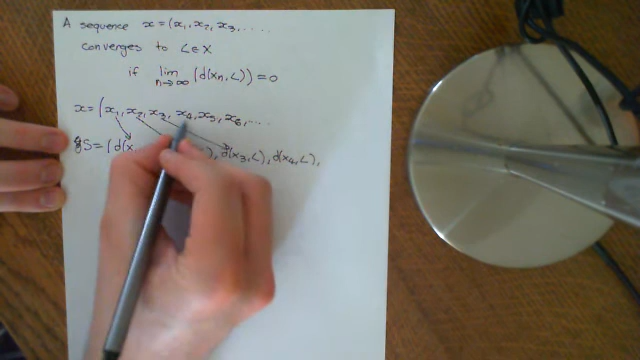 A sequence x = (x₁, x₂, x₃, ....
converges to L∈X
if lim n→∞ (d(xₙ, L)) = 0
x = (x₁, x₂, x₃, x₄, x₅, x₆, ....
S = (d(x ), d(x₃, L), d(x₄, L),